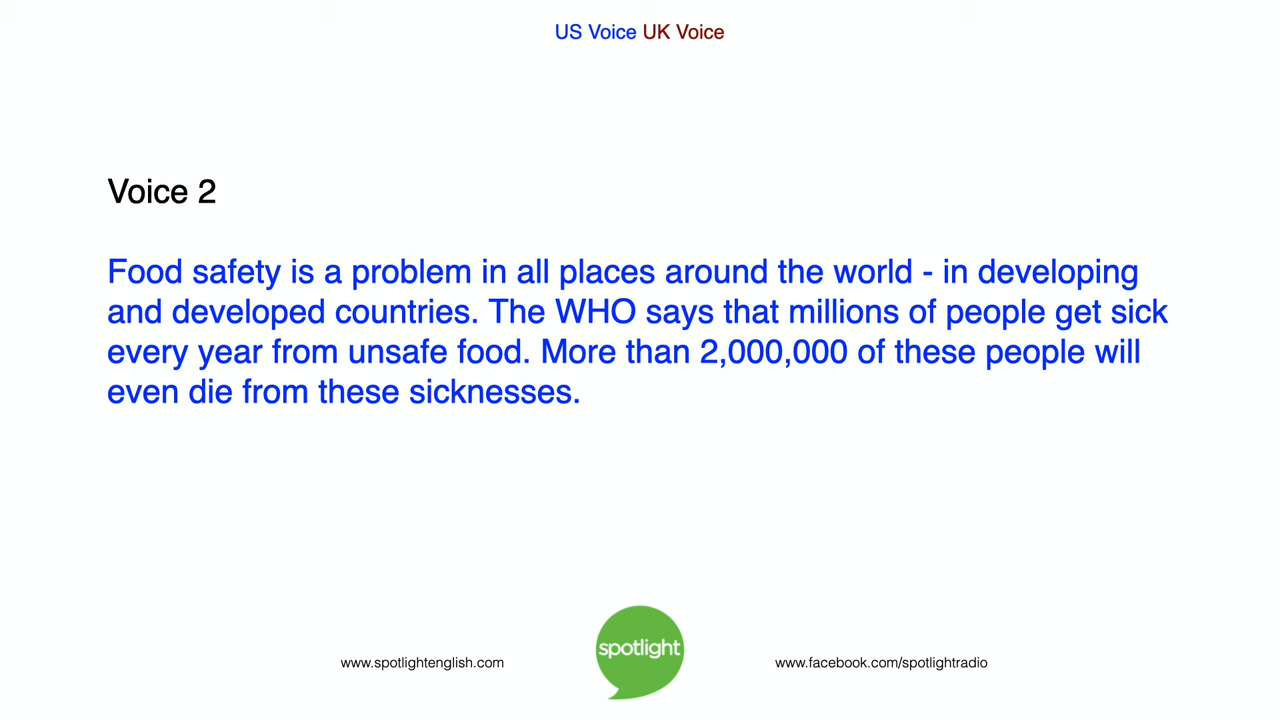 US Voice UK Voice
Voice 2
Food safety is a problem in all places around the world - in developing
and developed countries. The WHO says that millions of people get sick
every year from unsafe food. More than 2,000,000 of these people will
even die from these sicknesses.
spotlight
www.spotlightenglish.com
www.facebook.com/spotlightradio